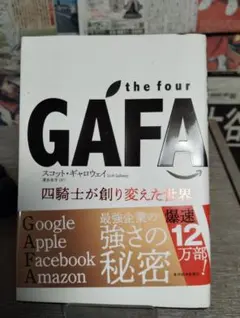 the four
GAFA
スコット・ギャロウェイ
四騎士が創り変えた世界
Google
Apple
Facebook
Amazon
最強企業の
強さの
秘密
爆速
12
万部!